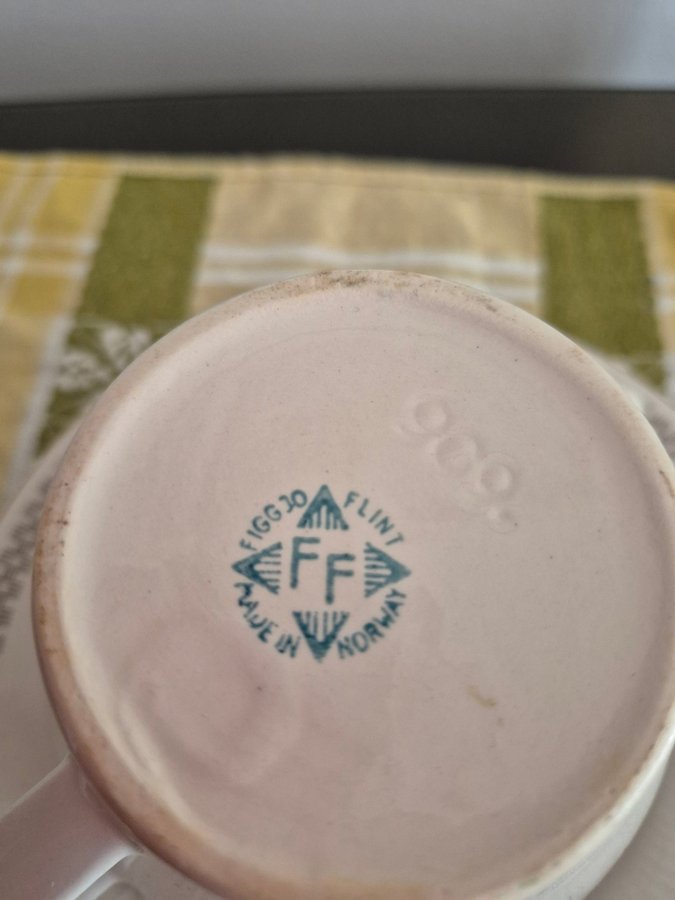 FIGGJO FLINT
FF
MADE IN NORWAY
909.